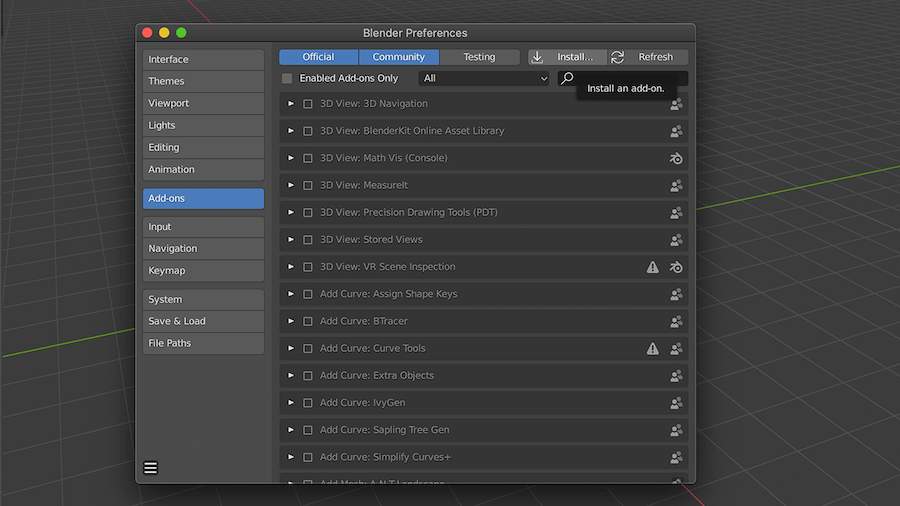 Blender Preferences
Interface
Themes
Viewport
Lights
Editing
Animation
Add-ons
Input
Navigation
Keymap
System
Save & Load
File Paths
Official Community Testing Install... Refresh
Enabled Add-ons Only All
Install an add-on.
3D View: 3D Navigation
3D View: BlenderKit Online Asset Library
3D View: Math Vis (Console)
3D View: MeasureIt
3D View: Precision Drawing Tools (PDT)
3D View: Stored Views
3D View: VR Scene Inspection
Add Curve: Assign Shape Keys
Add Curve: BTracer
Add Curve: Curve Tools
Add Curve: Extra Objects
Add Curve: IvyGen
Add Curve: Sapling Tree Gen
Add Curve: Simplify Curves+
Add Mesh: A.N.T.Landscape